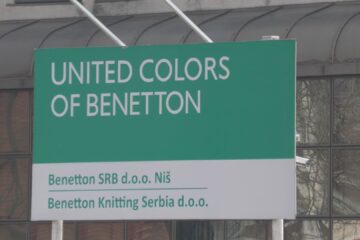 UNITED COLORS
OF BENETTON
Benetton SRB d.o.o. Niš
Benetton Knitting Serbia d.o.o.